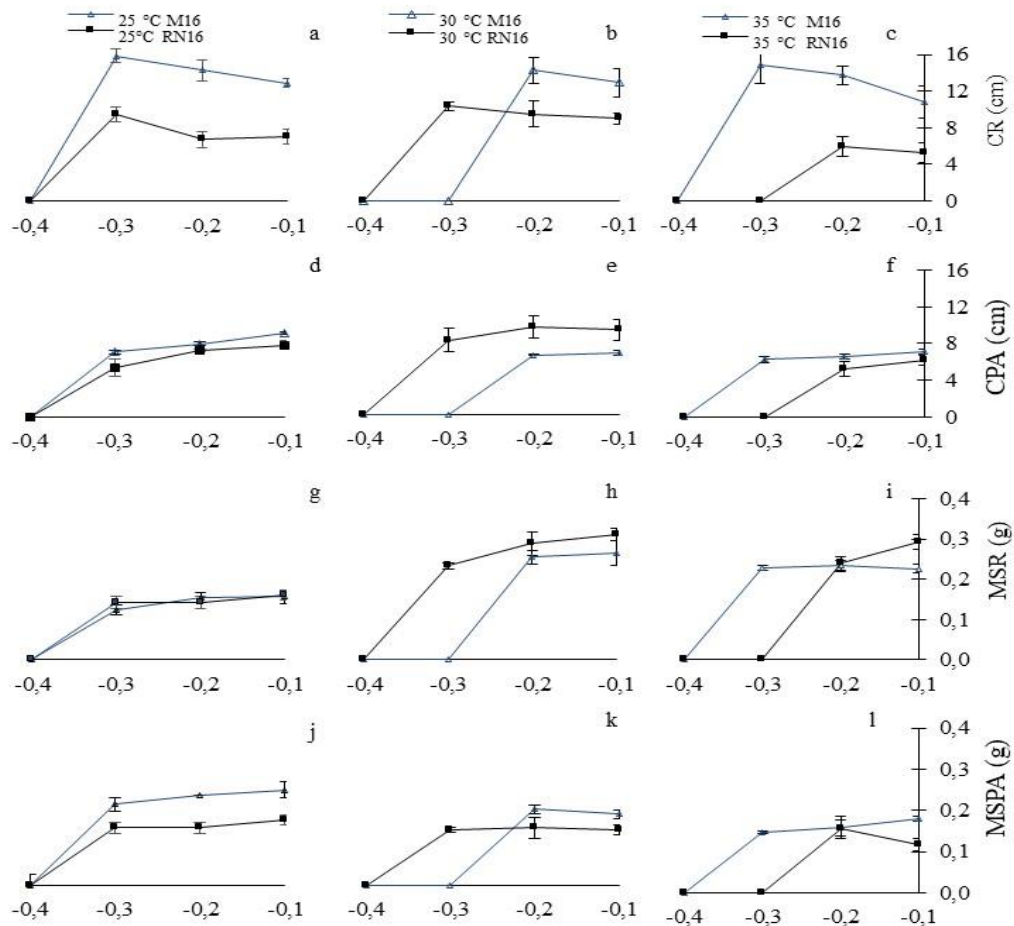 25 °C M16
25°C RN16
30 °C M16
30 °C RN16
35 °C M16
35 °C RN16
a
b
c
16
12
8
4
0
CR (cm)
-0,4 -0,3 -0,2 -0,1
-0,4 -0,3 -0,2 -0,1
-0,4 -0,3 -0,2 -0,1
d
e
f
16
12
8
4
0
CPA (cm)
-0,4 -0,3 -0,2 -0,1
-0,4 -0,3 -0,2 -0,1
-0,4 -0,3 -0,2 -0,1
g
h
i
0,4
0,3
0,2
0,1
0,0
MSR (g)
-0,4 -0,3 -0,2 -0,1
-0,4 -0,3 -0,2 -0,1
-0,4 -0,3 -0,2 -0,1
j
k
l
0,4
0,3
0,2
0,1
0,0
MSPA (g)
-0,4 -0,3 -0,2 -0,1
-0,4 -0,3 -0,2 -0,1
-0,4 -0,3 -0,2 -0,1